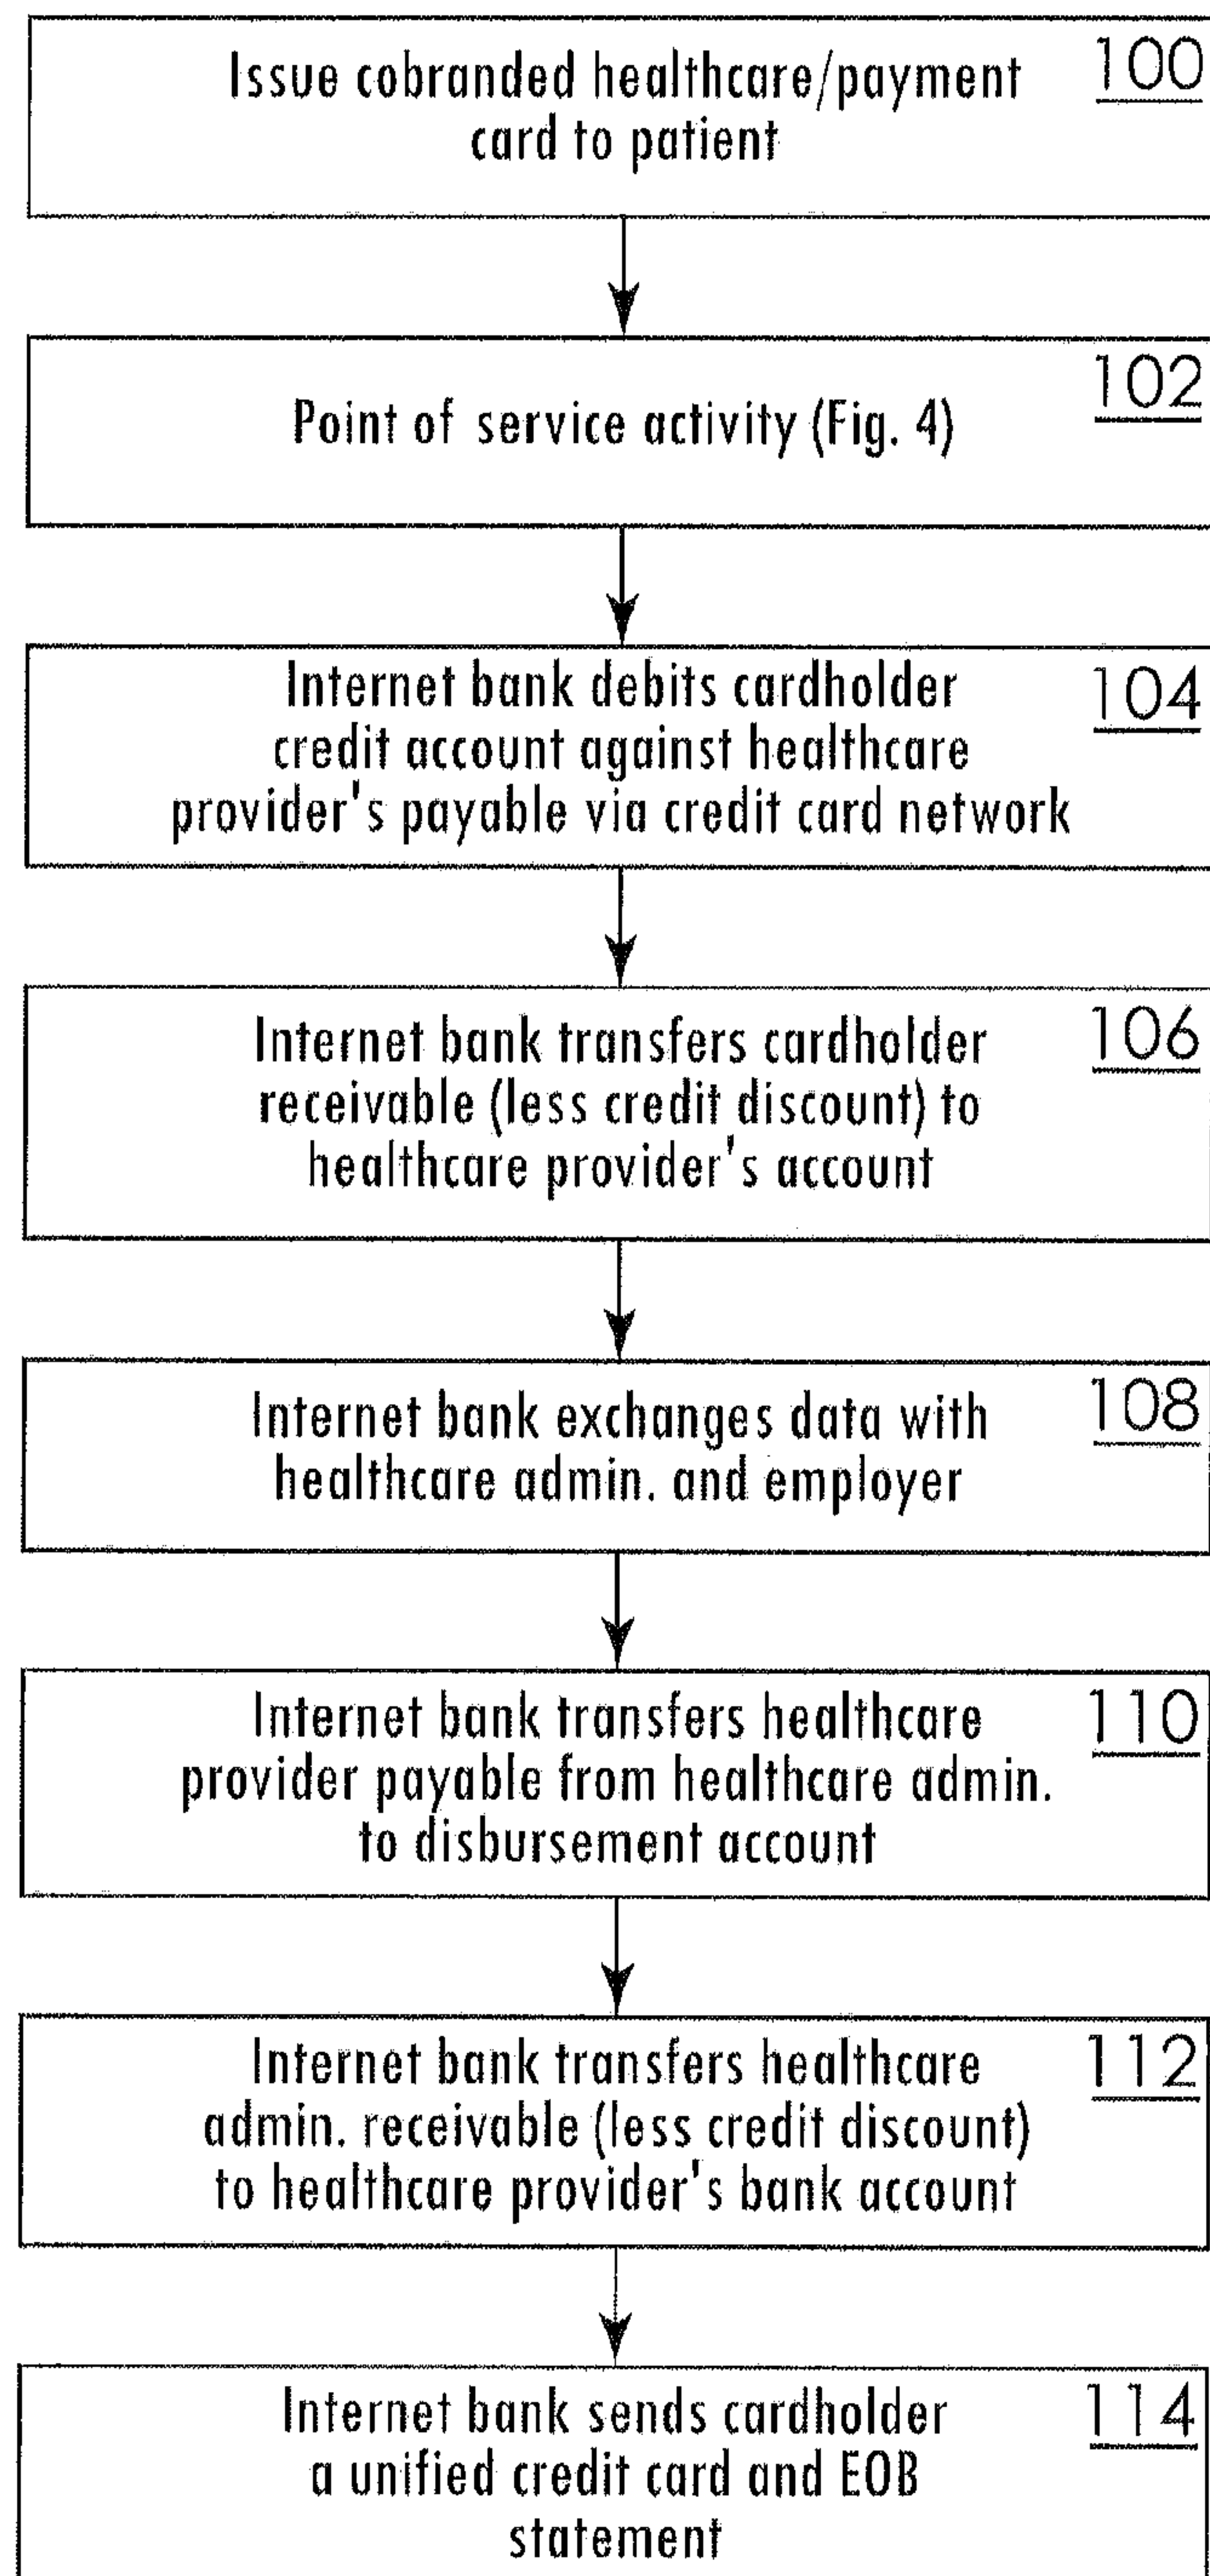 Issue cobranded healthcare/payment
card to patient
100
Point of service activity (Fig. 4)
102
Internet bank debits cardholder
credit account against healthcare
provider's payable via credit card network
104
Internet bank transfers cardholder
receivable (less credit discount) to
healthcare provider's account
106
Internet bank exchanges data with
healthcare admin. and employer
108
Internet bank transfers healthcare
provider payable from healthcare admin.
to disbursement account
110
Internet bank transfers healthcare
admin. receivable (less credit discount)
to healthcare provider's bank account
112
Internet bank sends cardholder
a unified credit card and EOB
statement
114